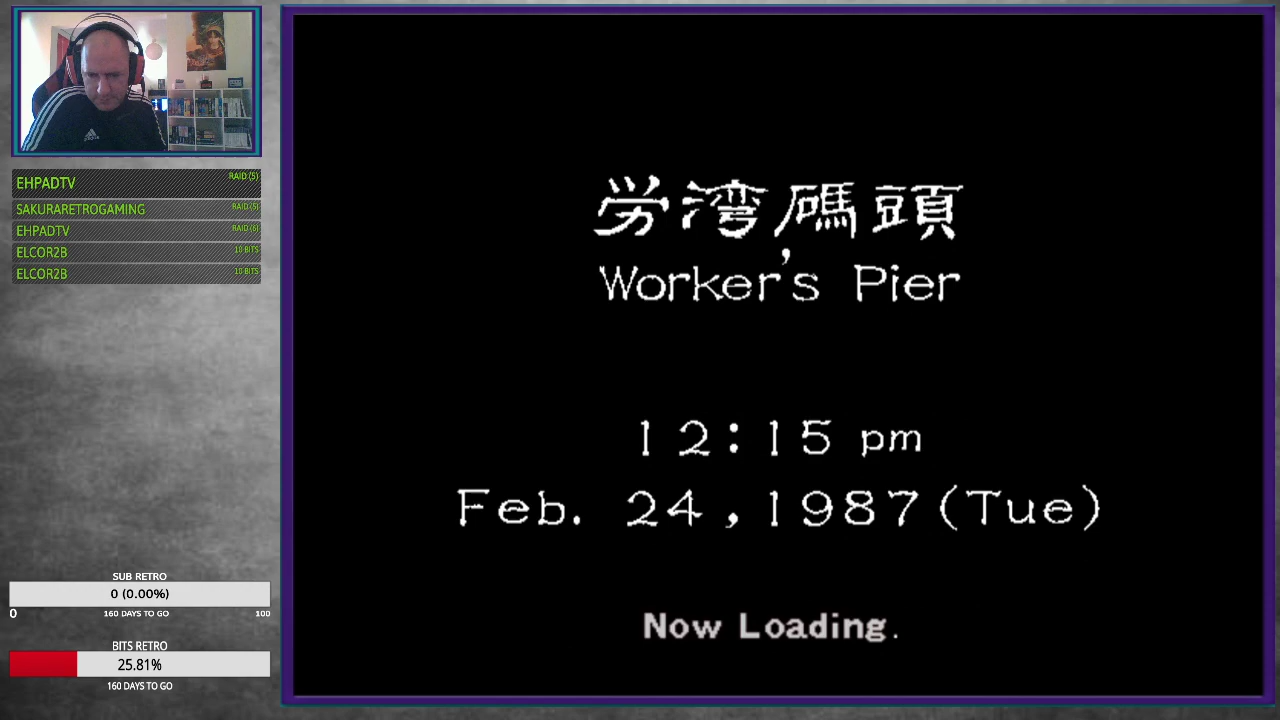 EHPADTV RAID (5)
SAKURARETROGAMING RAID (5)
EHPADTV RAID (6)
ELCOR2B 10 BITS
ELCOR2B 10 BITS
SUB RETRO
0 (0.00%)
0 160 DAYS TO GO 100
BITS RETRO
25.81%
160 DAYS TO GO
労湾碼頭
Worker's Pier
12:15 pm
Feb. 24,1987(Tue)
Now Loading.
adidas